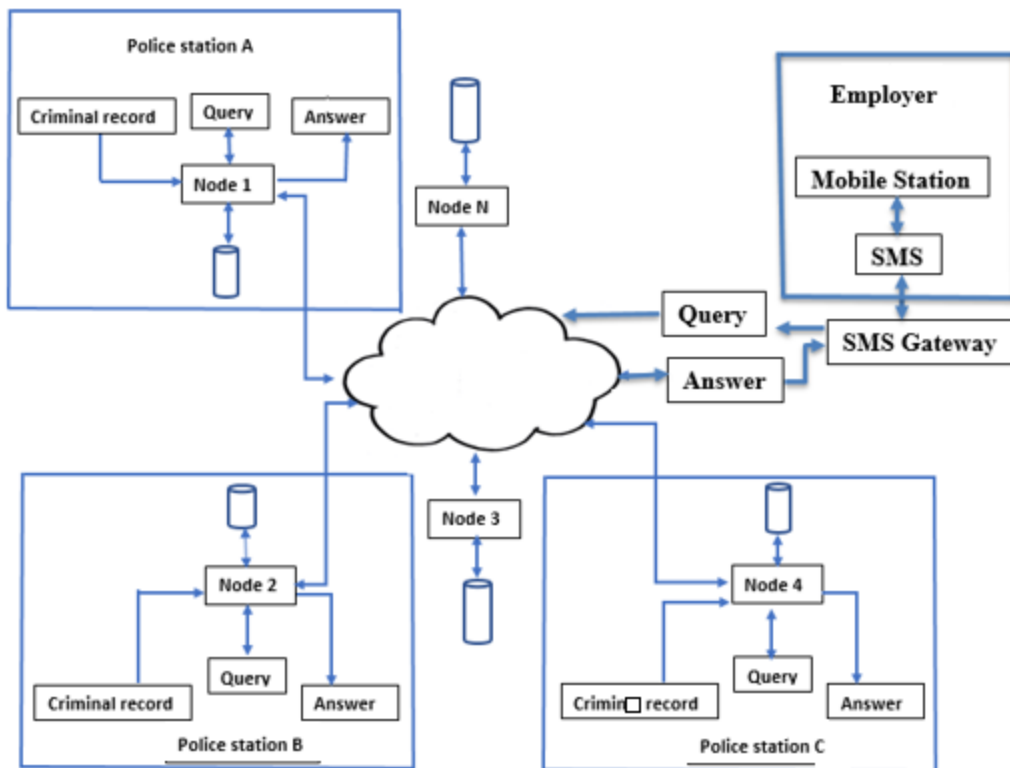 Police station A
Criminal record
Query
Answer
Node 1
Node N
Employer
Mobile Station
SMS
SMS Gateway
Query
Answer
Node 3
Node 2
Query
Criminal record
Answer
Police station B
Node 4
Query
Crimin□ record
Answer
Police station C